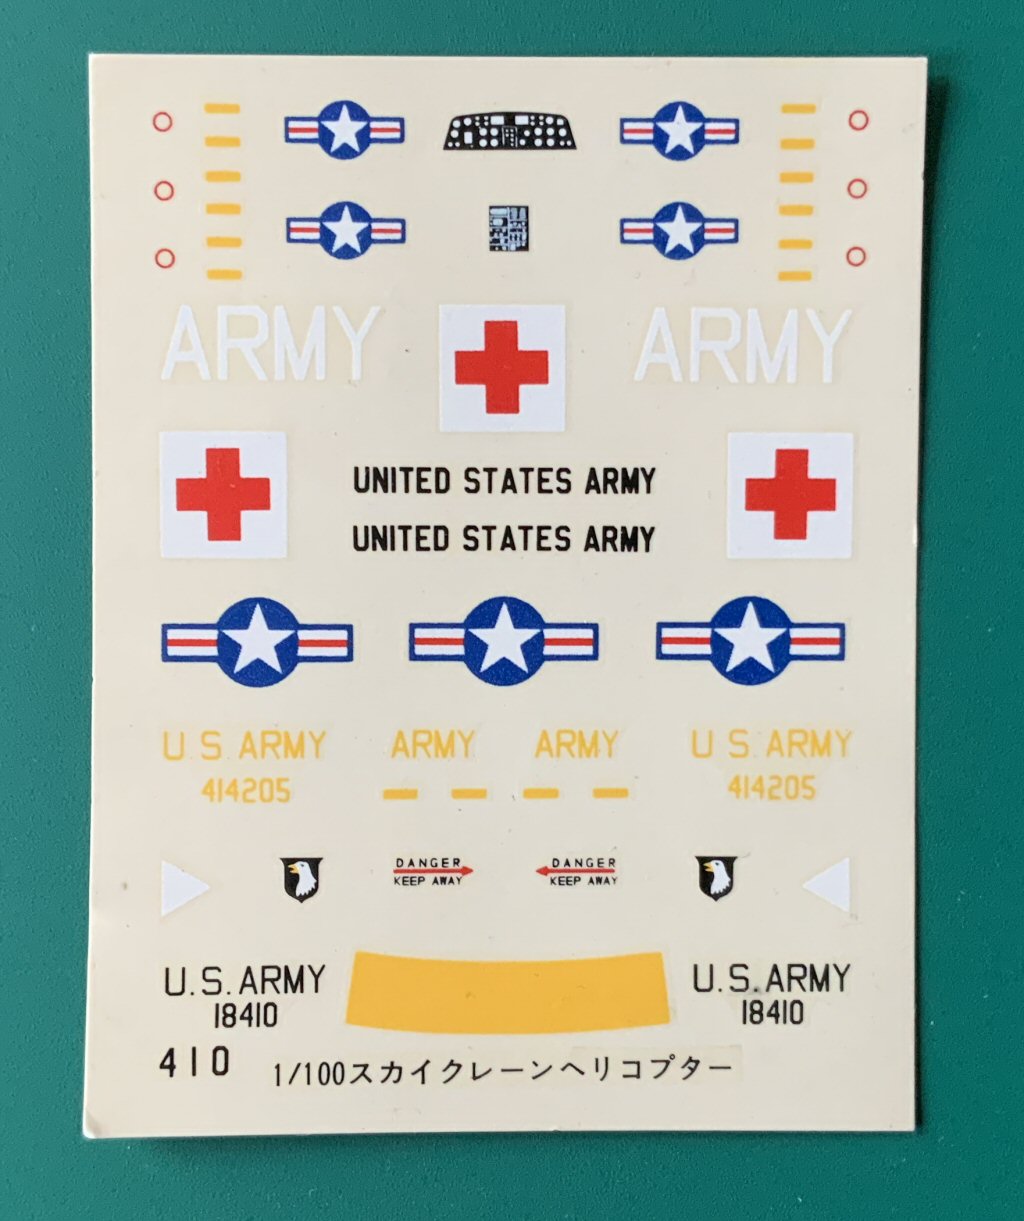 ARMY ARMY
UNITED STATES ARMY
UNITED STATES ARMY
U S. ARMY ARMY ARMY U S. ARMY
414205 414205
DANGER DANGER
KEEP AWAY KEEP AWAY
U.S. ARMY U.S. ARMY
18410 18410
410 1/100スカイクレーンヘリコプター